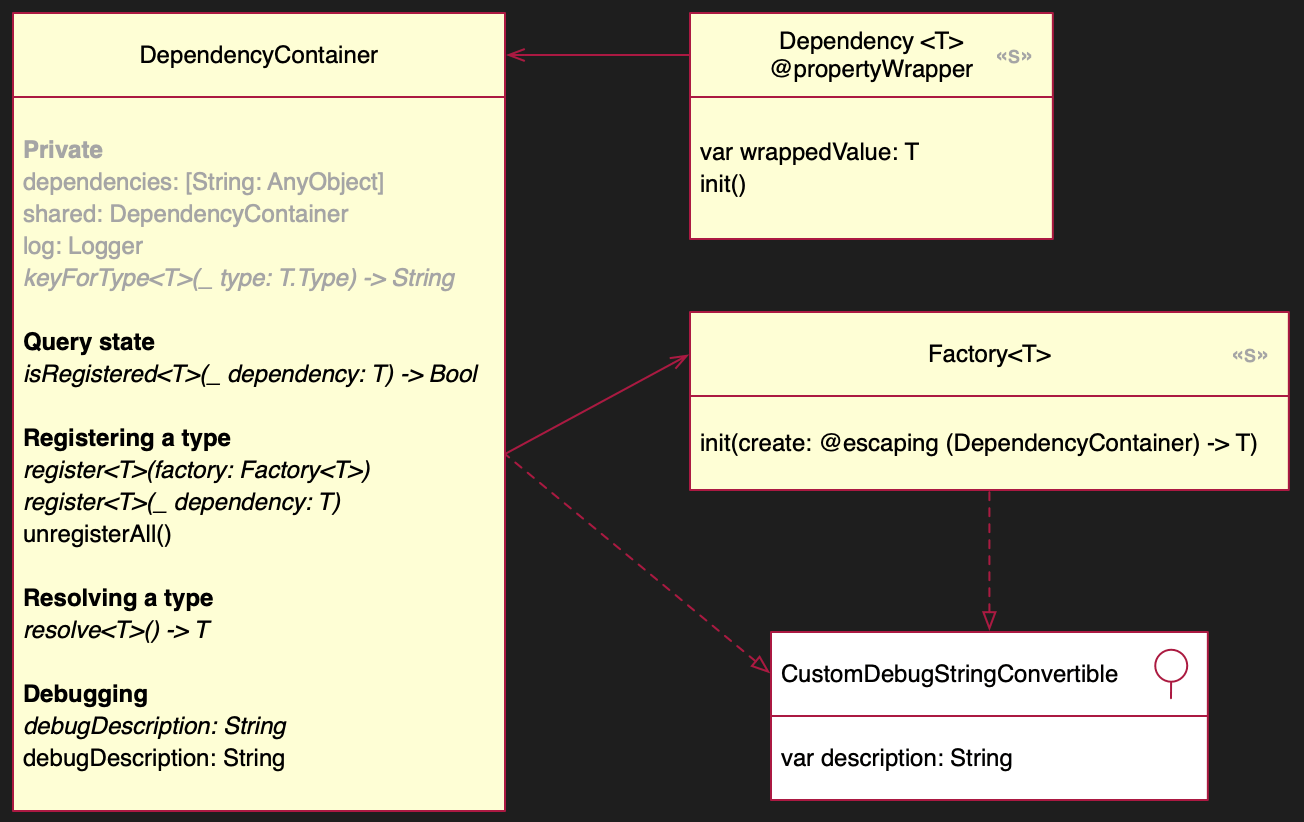 DependencyContainer
Private
dependencies: [String: AnyObject]
shared: DependencyContainer
log: Logger
keyForType<T>(_ type: T.Type) -> String
Query state
isRegistered<T>(_ dependency: T) -> Bool
Registering a type
register<T>(factory: Factory<T>)
register<T>(_ dependency: T)
unregisterAll()
Resolving a type
resolve<T>() -> T
Debugging
debugDescription: String
debugDescription: String
Dependency <T>
@propertyWrapper
«S»
var wrappedValue: T
init()
Factory<T>
«S»
init(create: @escaping (DependencyContainer) -> T)
CustomDebugStringConvertible
var description: String